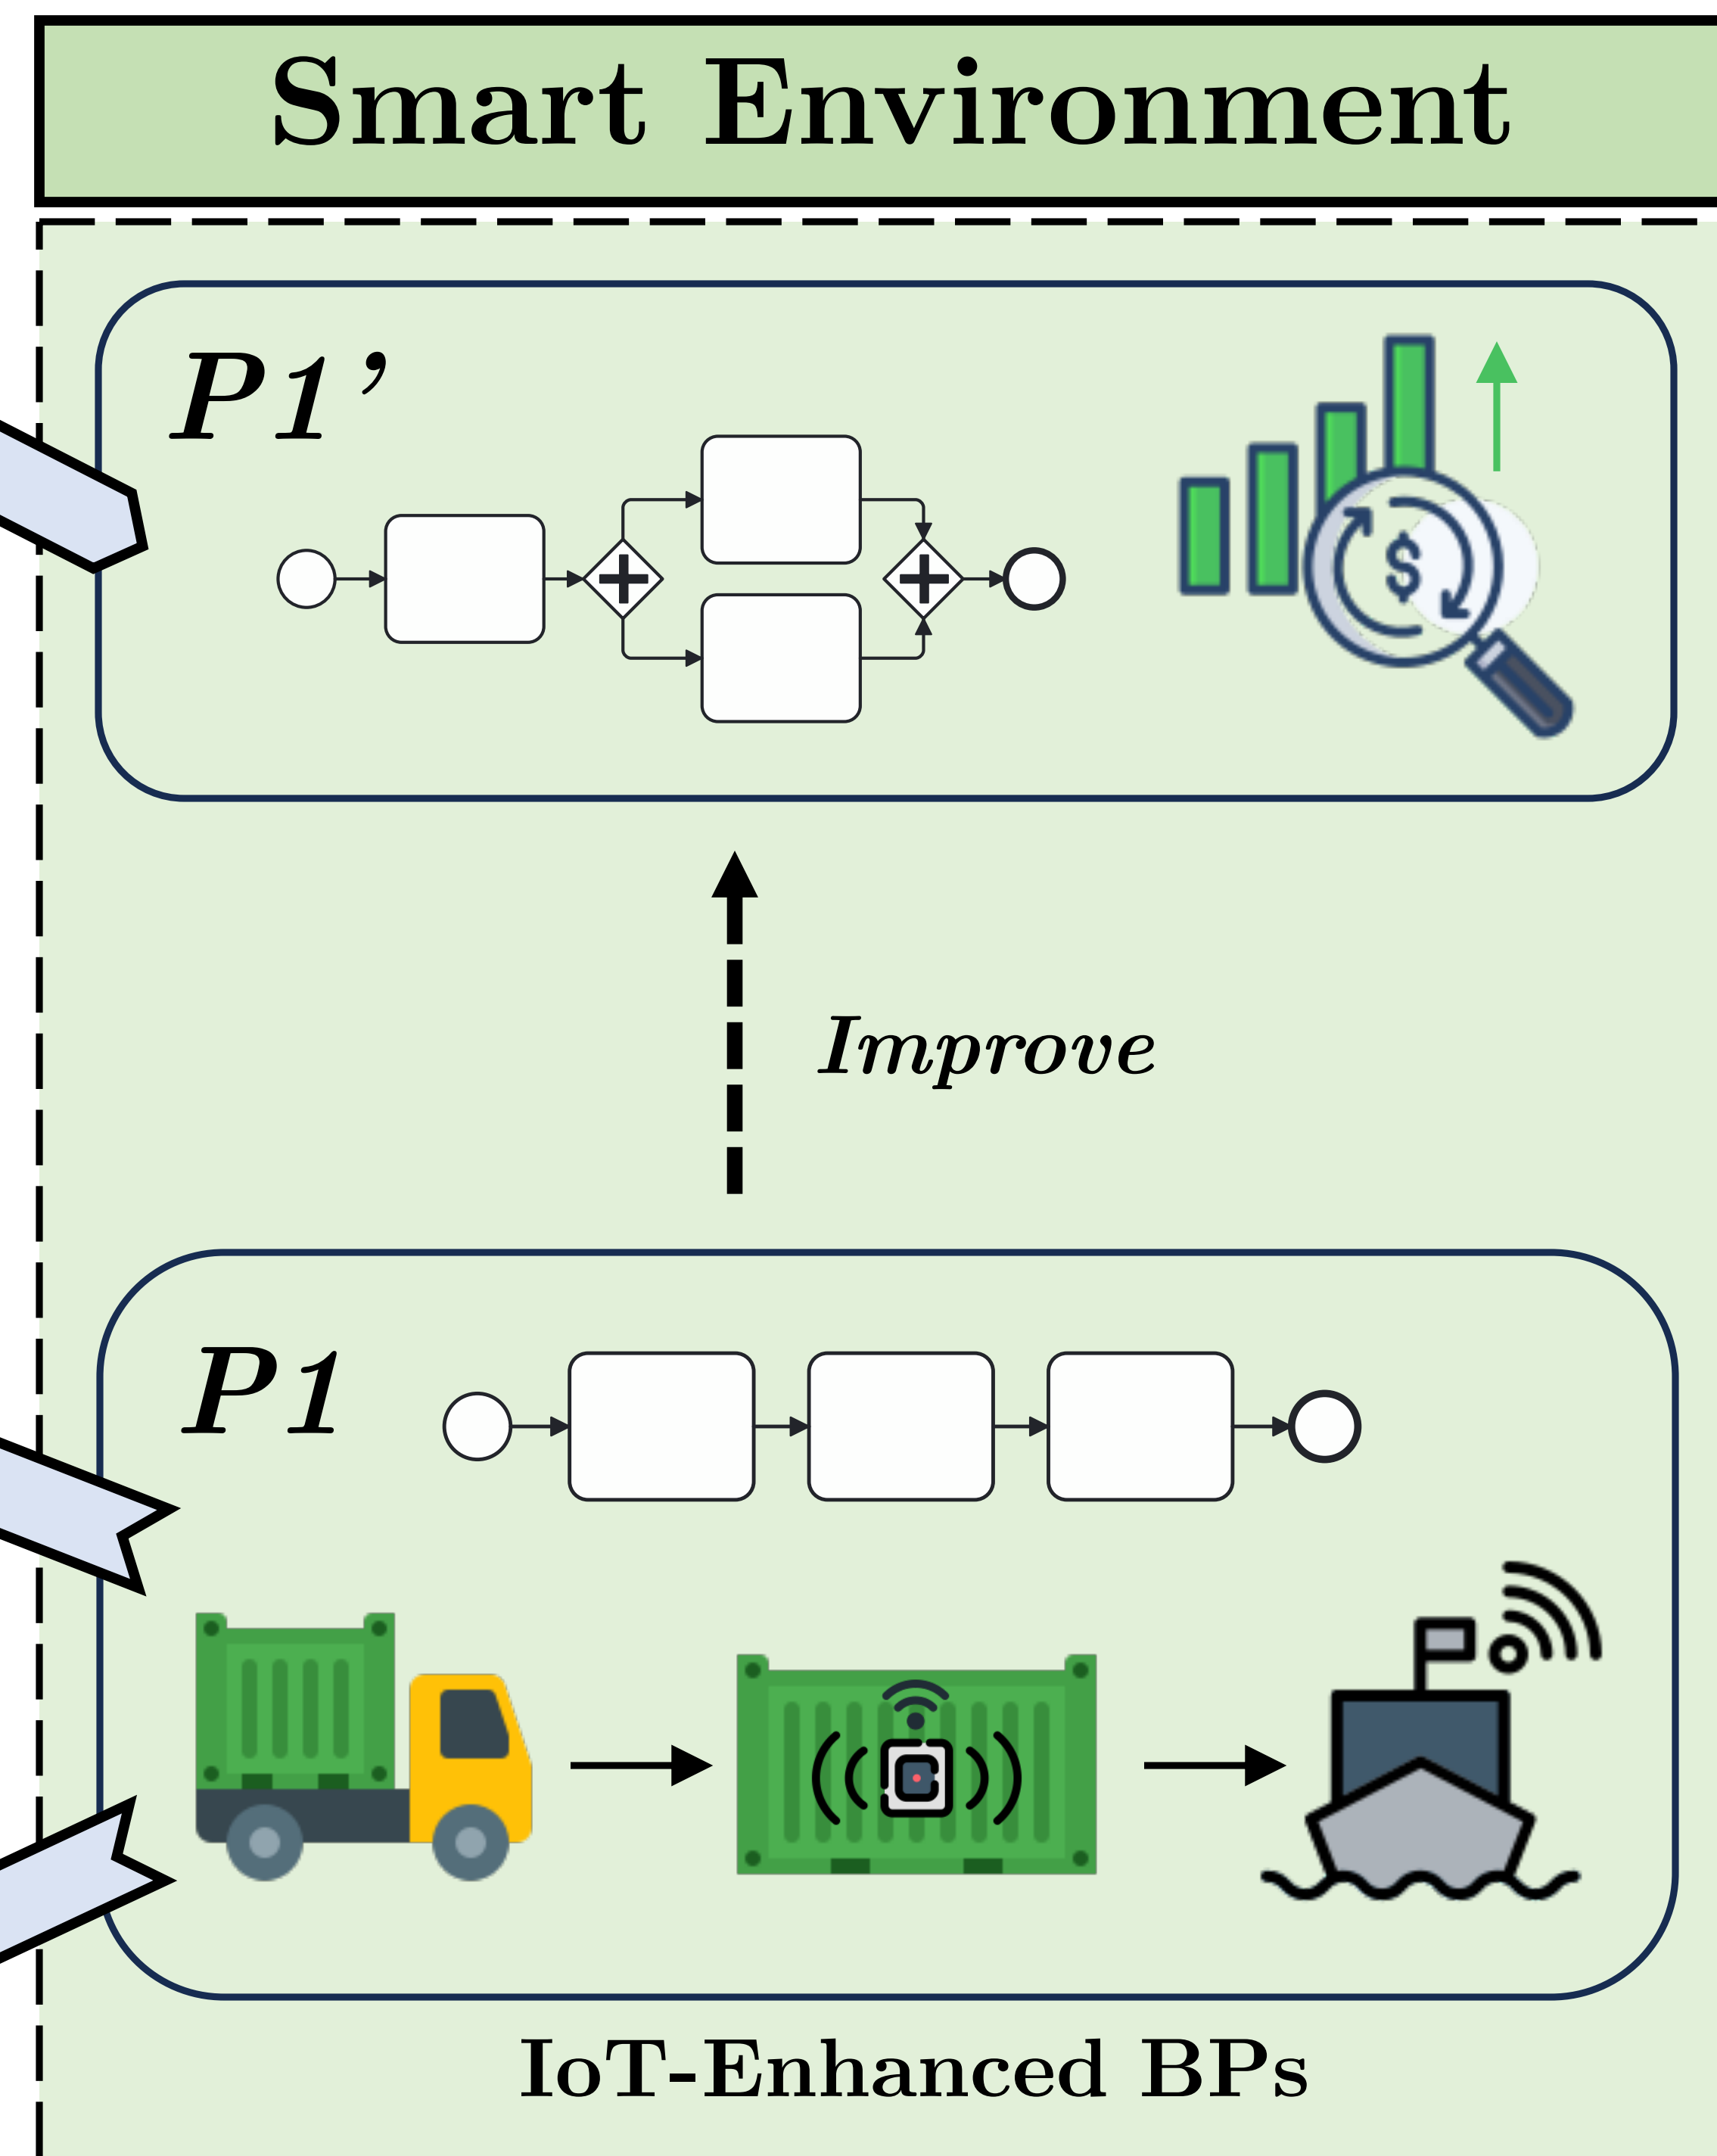 Smart Environment
P1’
$
Improve
P1
IoT-Enhanced BPs